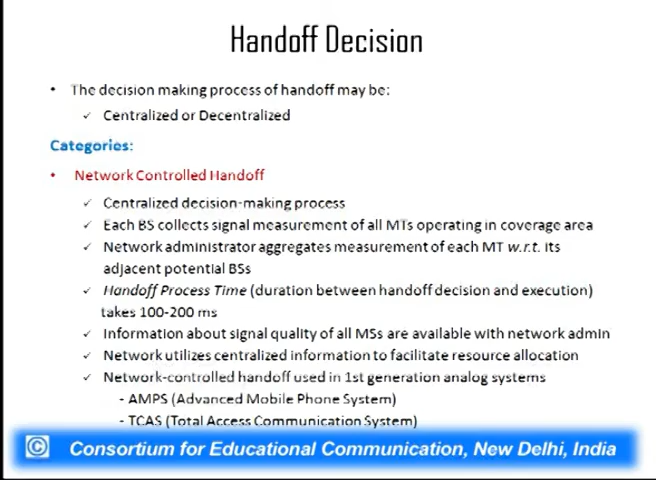 Handoff Decision
• The decision making process of handoff may be:
✓ Centralized or Decentralized
Categories:
• Network Controlled Handoff
✓ Centralized decision-making process
✓ Each BS collects signal measurement of all MTs operating in coverage area
✓ Network administrator aggregates measurement of each MT w.r.t. its
adjacent potential BSs
✓ Handoff Process Time (duration between handoff decision and execution)
takes 100-200 ms
✓ Information about signal quality of all MSs are available with network admin
✓ Network utilizes centralized information to facilitate resource allocation
✓ Network-controlled handoff used in 1st generation analog systems
- AMPS (Advanced Mobile Phone System)
- TCAS (Total Access Communication System)
© Consortium for Educational Communication, New Delhi, India